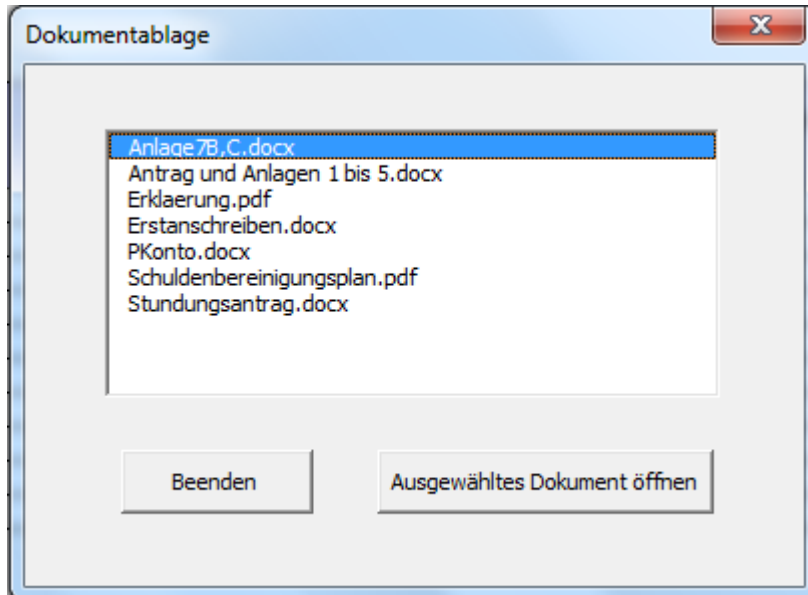 Dokumentablage
Anlage7B,C.docx
Antrag und Anlagen 1 bis 5.docx
Erklaerung.pdf
Erstanschreiben.docx
PKonto.docx
Schuldenbereinigungsplan.pdf
Stundungsantrag.docx
Beenden
Ausgewähltes Dokument öffnen